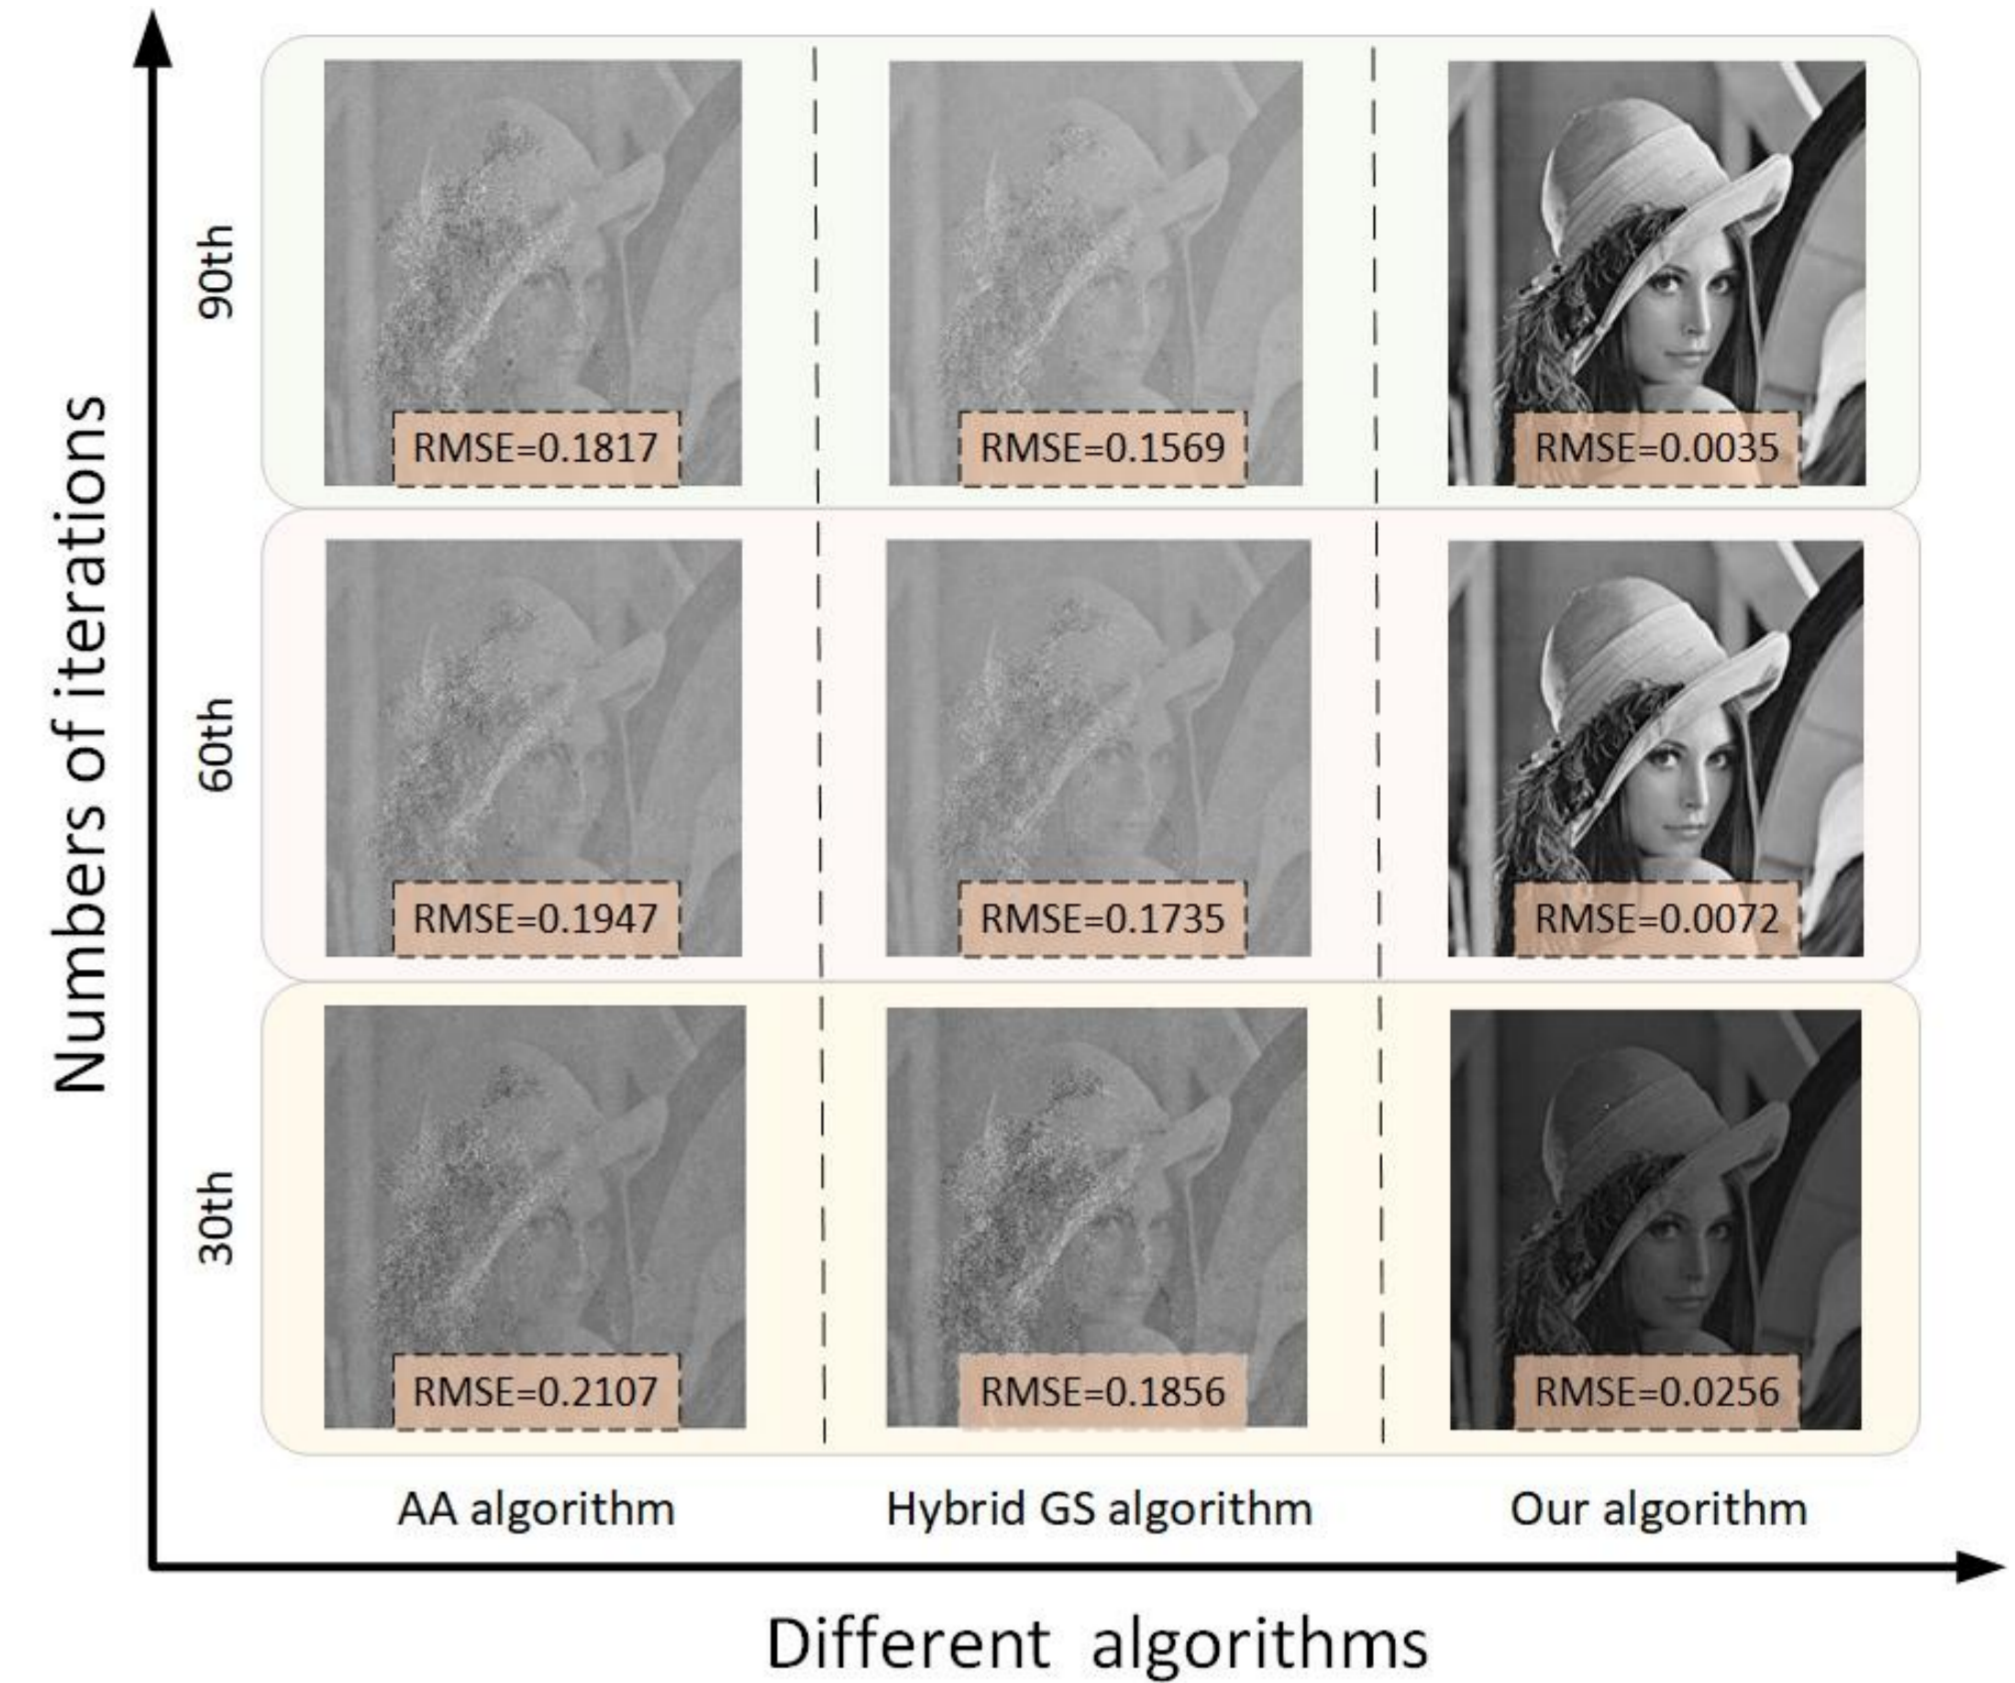 Numbers of iterations
90th
RMSE=0.1817
RMSE=0.1569
RMSE=0.0035
60th
RMSE=0.1947
RMSE=0.1735
RMSE=0.0072
30th
RMSE=0.2107
RMSE=0.1856
RMSE=0.0256
AA algorithm
Hybrid GS algorithm
Our algorithm
Different algorithms